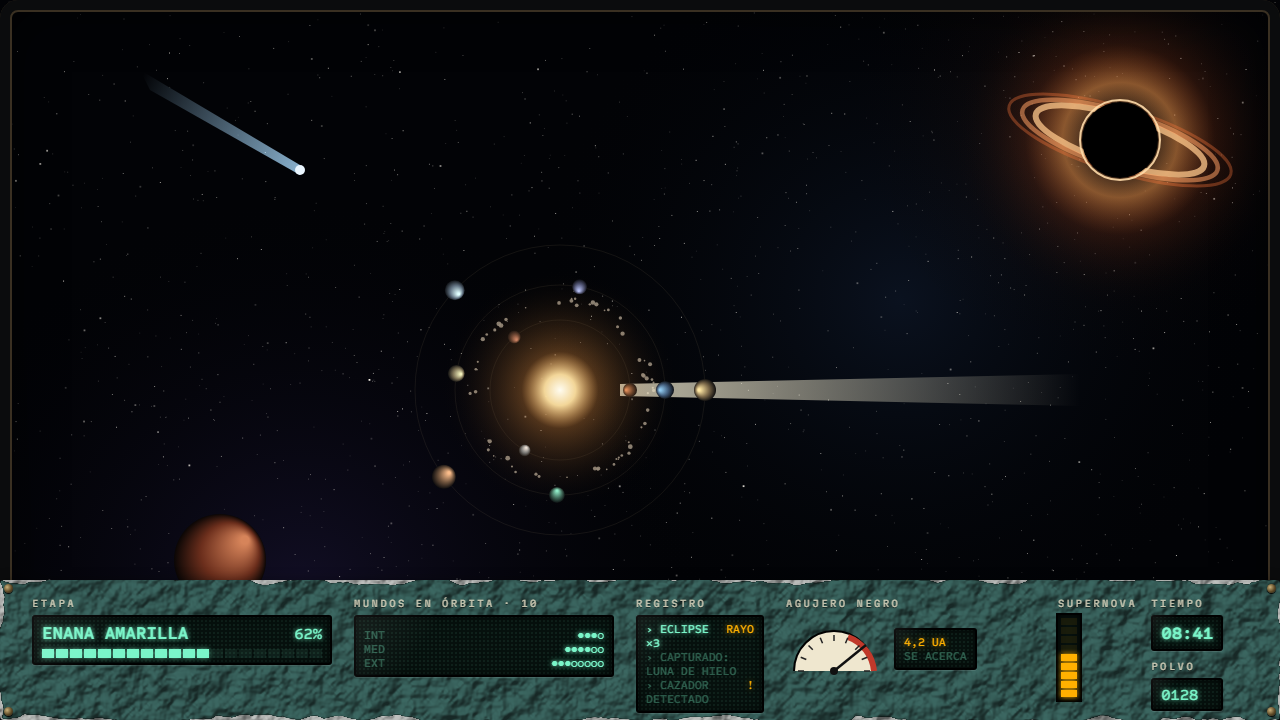 ETAPA
ENANA AMARILLA 62%
MUNDOS EN ÓRBITA · 10
INT
MED
EXT
REGISTRO
› ECLIPSE RAYO
×3
› CAPTURADO:
LUNA DE HIELO
› CAZADOR !
DETECTADO
AGUJERO NEGRO
4,2 UA
SE ACERCA
SUPERNOVA
TIEMPO
08:41
POLVO
0128